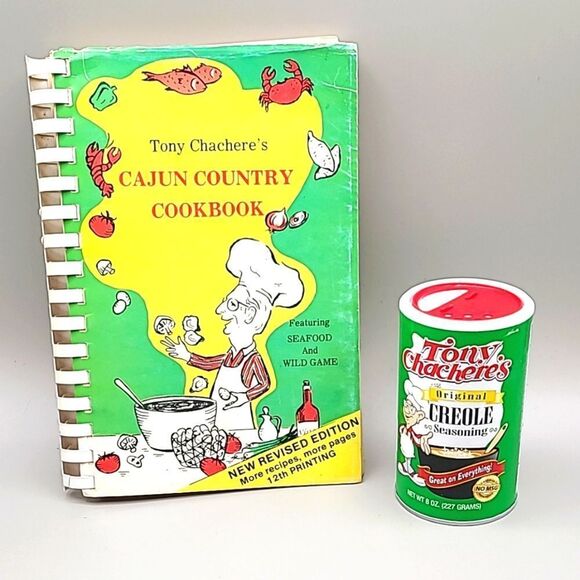 Tony Chachere's
CAJUN COUNTRY
COOKBOOK
Featuring
SEAFOOD
And
WILD GAME
NEW REVISED EDITION
More recipes, more pages
12th PRINTING
Tony
Chachere's
Original
CREOLE
Seasoning
Great on Everything!
NO MSG
NET WT 8 OZ. (227 GRAMS)